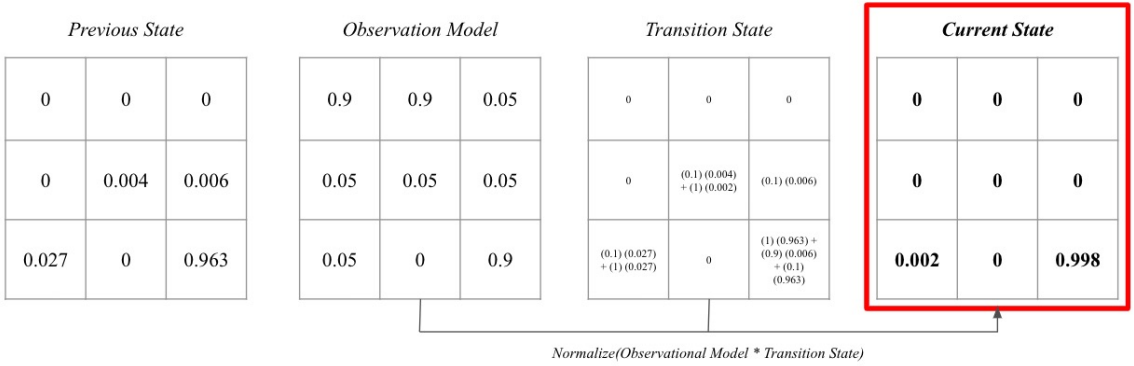 Previous State Observation Model Transition State Current State
0 0 0 0.9 0.9 0.05 0 0 0 0 0 0
0 0.004 0.006 0.05 0.05 0.05 0 (0.1) (0.004) (0.1) (0.006) 0 0 0
+ (1) (0.002)
0.027 0 0.963 0.05 0 0.9 (0.1) (0.027) 0 (1) (0.963) + 0.002 0 0.998
+ (1) (0.027) (0.9) (0.006)
+ (0.1)
(0.963)
Normalize(Observational Model * Transition State)